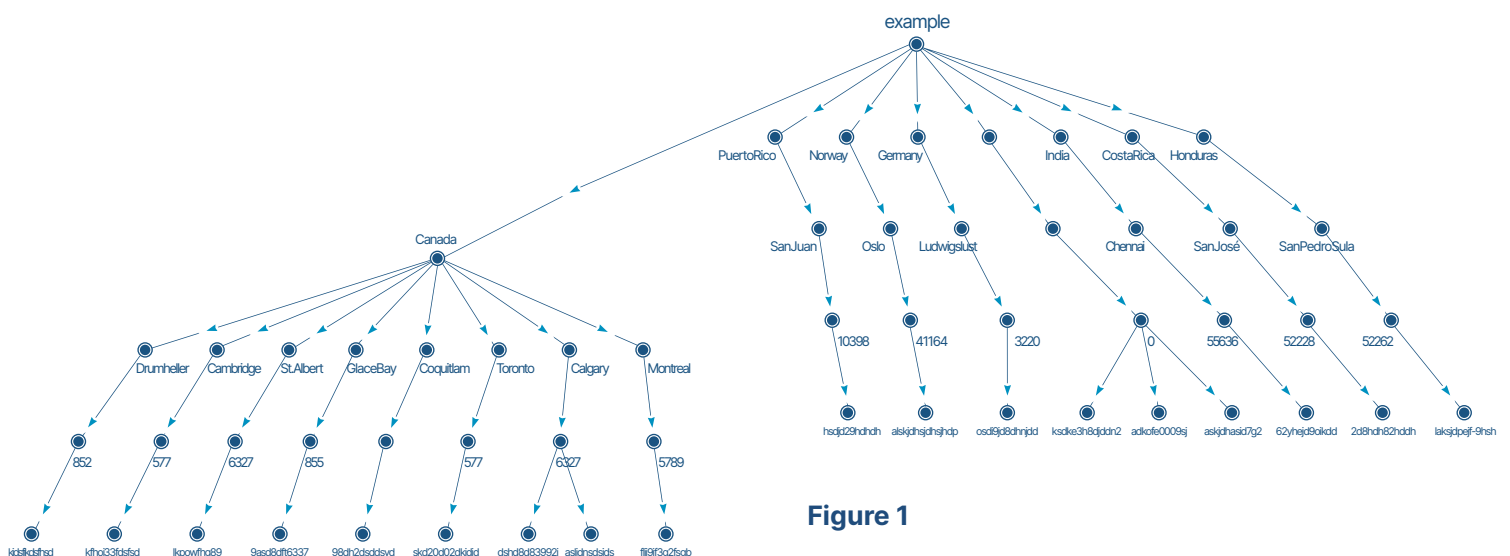 example
PuertoRico
Norway
Germany
India
CostaRica
Honduras
Canada
SanJuan
Oslo
Ludwigslust
Chennai
SanJosé
SanPedroSula
10398
41164
3220
0
55636
52228
52262
Drumheller
Cambridge
St.Albert
GlaceBay
Coquitlam
Toronto
Calgary
Montreal
hsdjd29hdhdh
alskjdhsjdhsjhdp
osdl9jd8dhnjdd
ksdke3h8djddn2
adkofe0009sj
askjdhasid7g2
62yhejd9oikdd
2d8hdh82hddh
laksjdpejf-9hsh
852
577
6327
855
577
6327
5789
Figure 1
kfhoi33fdsfsd
lkpowfhg89
9asd8dft6337
98dh2dsddsvd
skd20d02dkidid
dshd8d83992i
aslidnsdsids